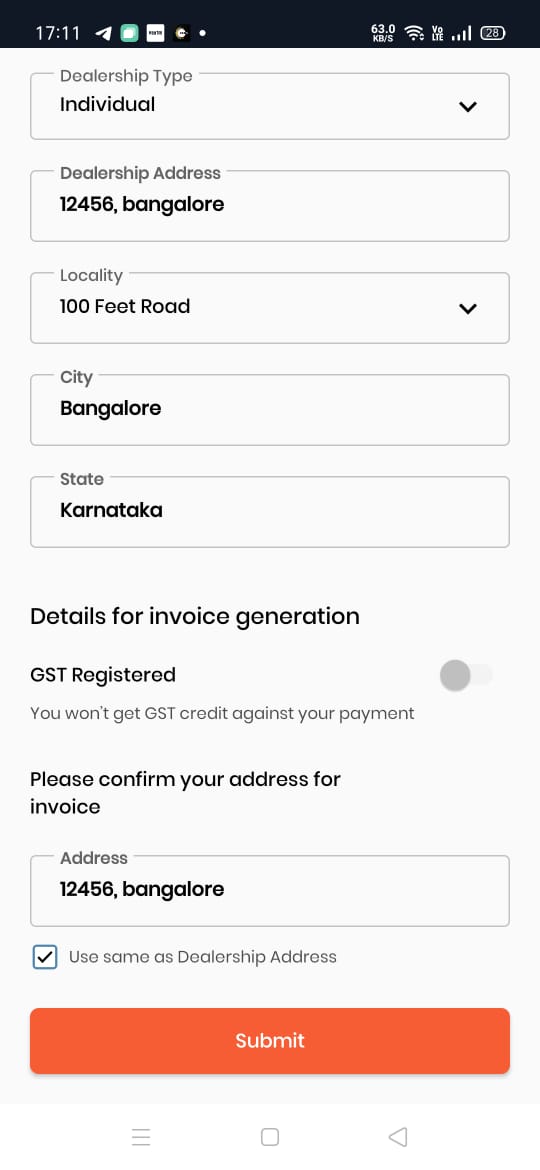 17:11
63.0
KB/S
Vo
LTE
28
Dealership Type
Individual
Dealership Address
12456, bangalore
Locality
100 Feet Road
City
Bangalore
State
Karnataka
Details for invoice generation
GST Registered
You won't get GST credit against your payment
Please confirm your address for
invoice
Address
12456, bangalore
Use same as Dealership Address
Submit